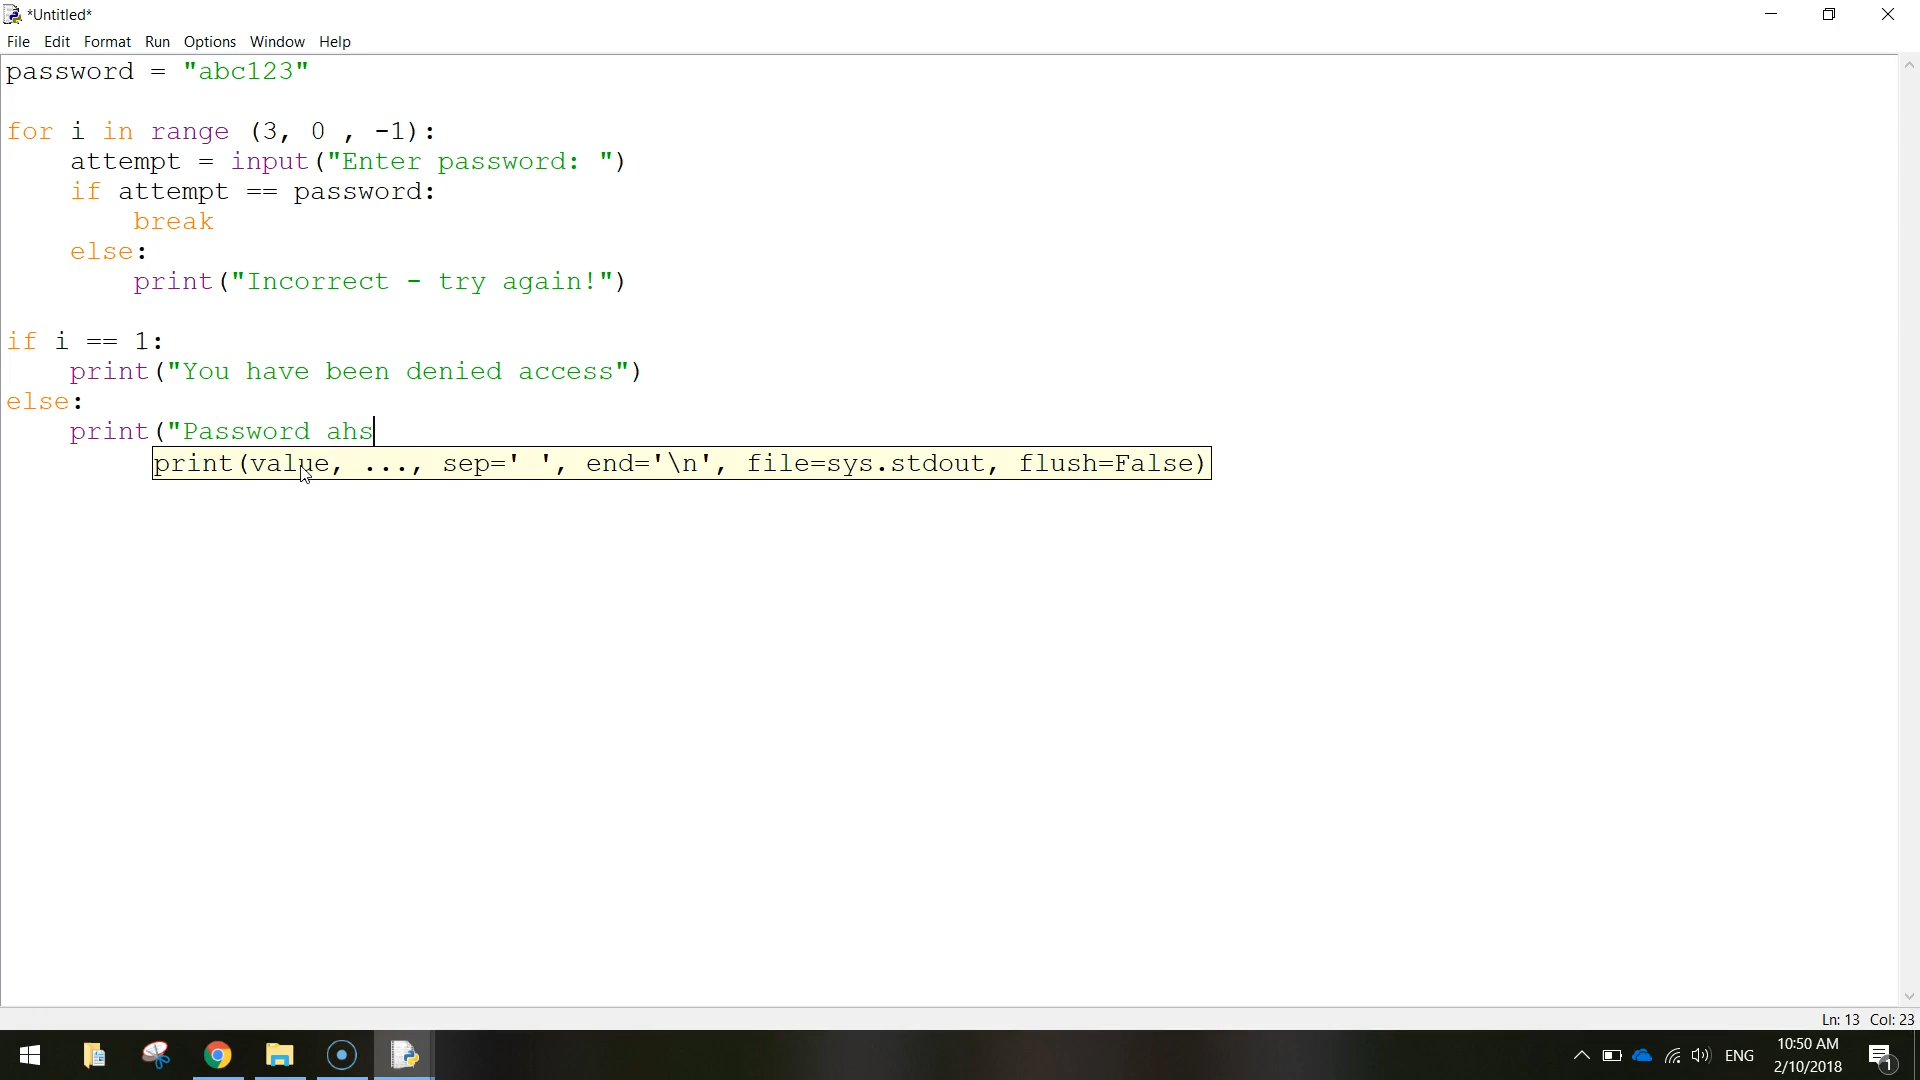 *Untitled*
File Edit Format Run Options Window Help
password = "abc123"
for i in range (3, 0 , -1):
    attempt = input("Enter password: ")
    if attempt == password:
        break
    else:
        print("Incorrect - try again!")
if i == 1:
    print("You have been denied access")
else:
    print("Password ahs
print(value, ..., sep=' ', end='\n', file=sys.stdout, flush=False)
Ln: 13 Col: 23
ENG
10:50 AM
2/10/2018
1